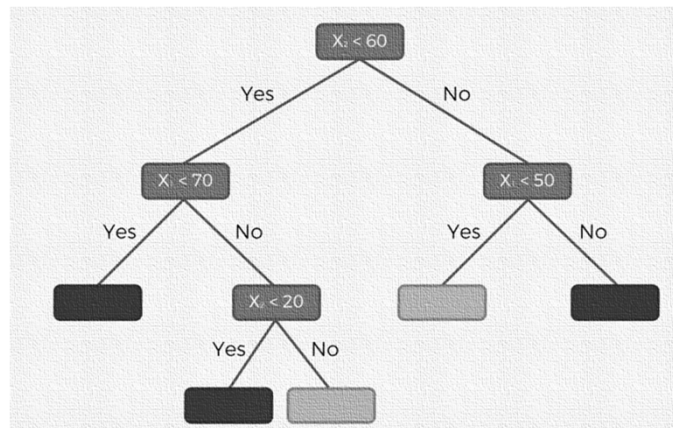 X₂ < 60
Yes
No
X₁ < 70
X₁ < 50
Yes
No
Yes
No
X₂ < 20
Yes
No